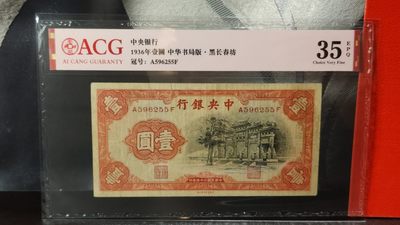 ACG
AI CANG GUARANTY
中央银行
1936年壹圓 中华书局版·黑长春坊
冠号: A596255F
35
EPQ
Choice Very Fine
行銀央中
A596255F
A596255F
壹
壹
圓壹
壹
壹